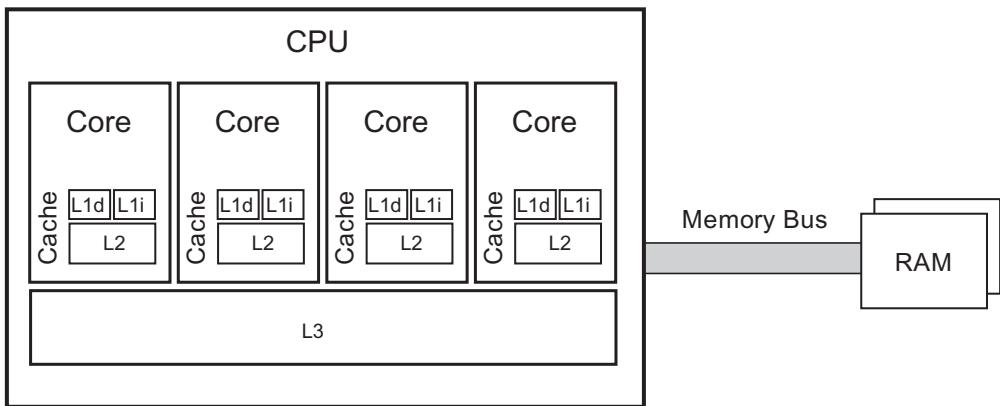 CPU
Core Core Core Core
Cache L1d L1i Cache L1d L1i Cache L1d L1i Cache L1d L1i
L2 L2 L2 L2
Memory Bus
RAM
L3